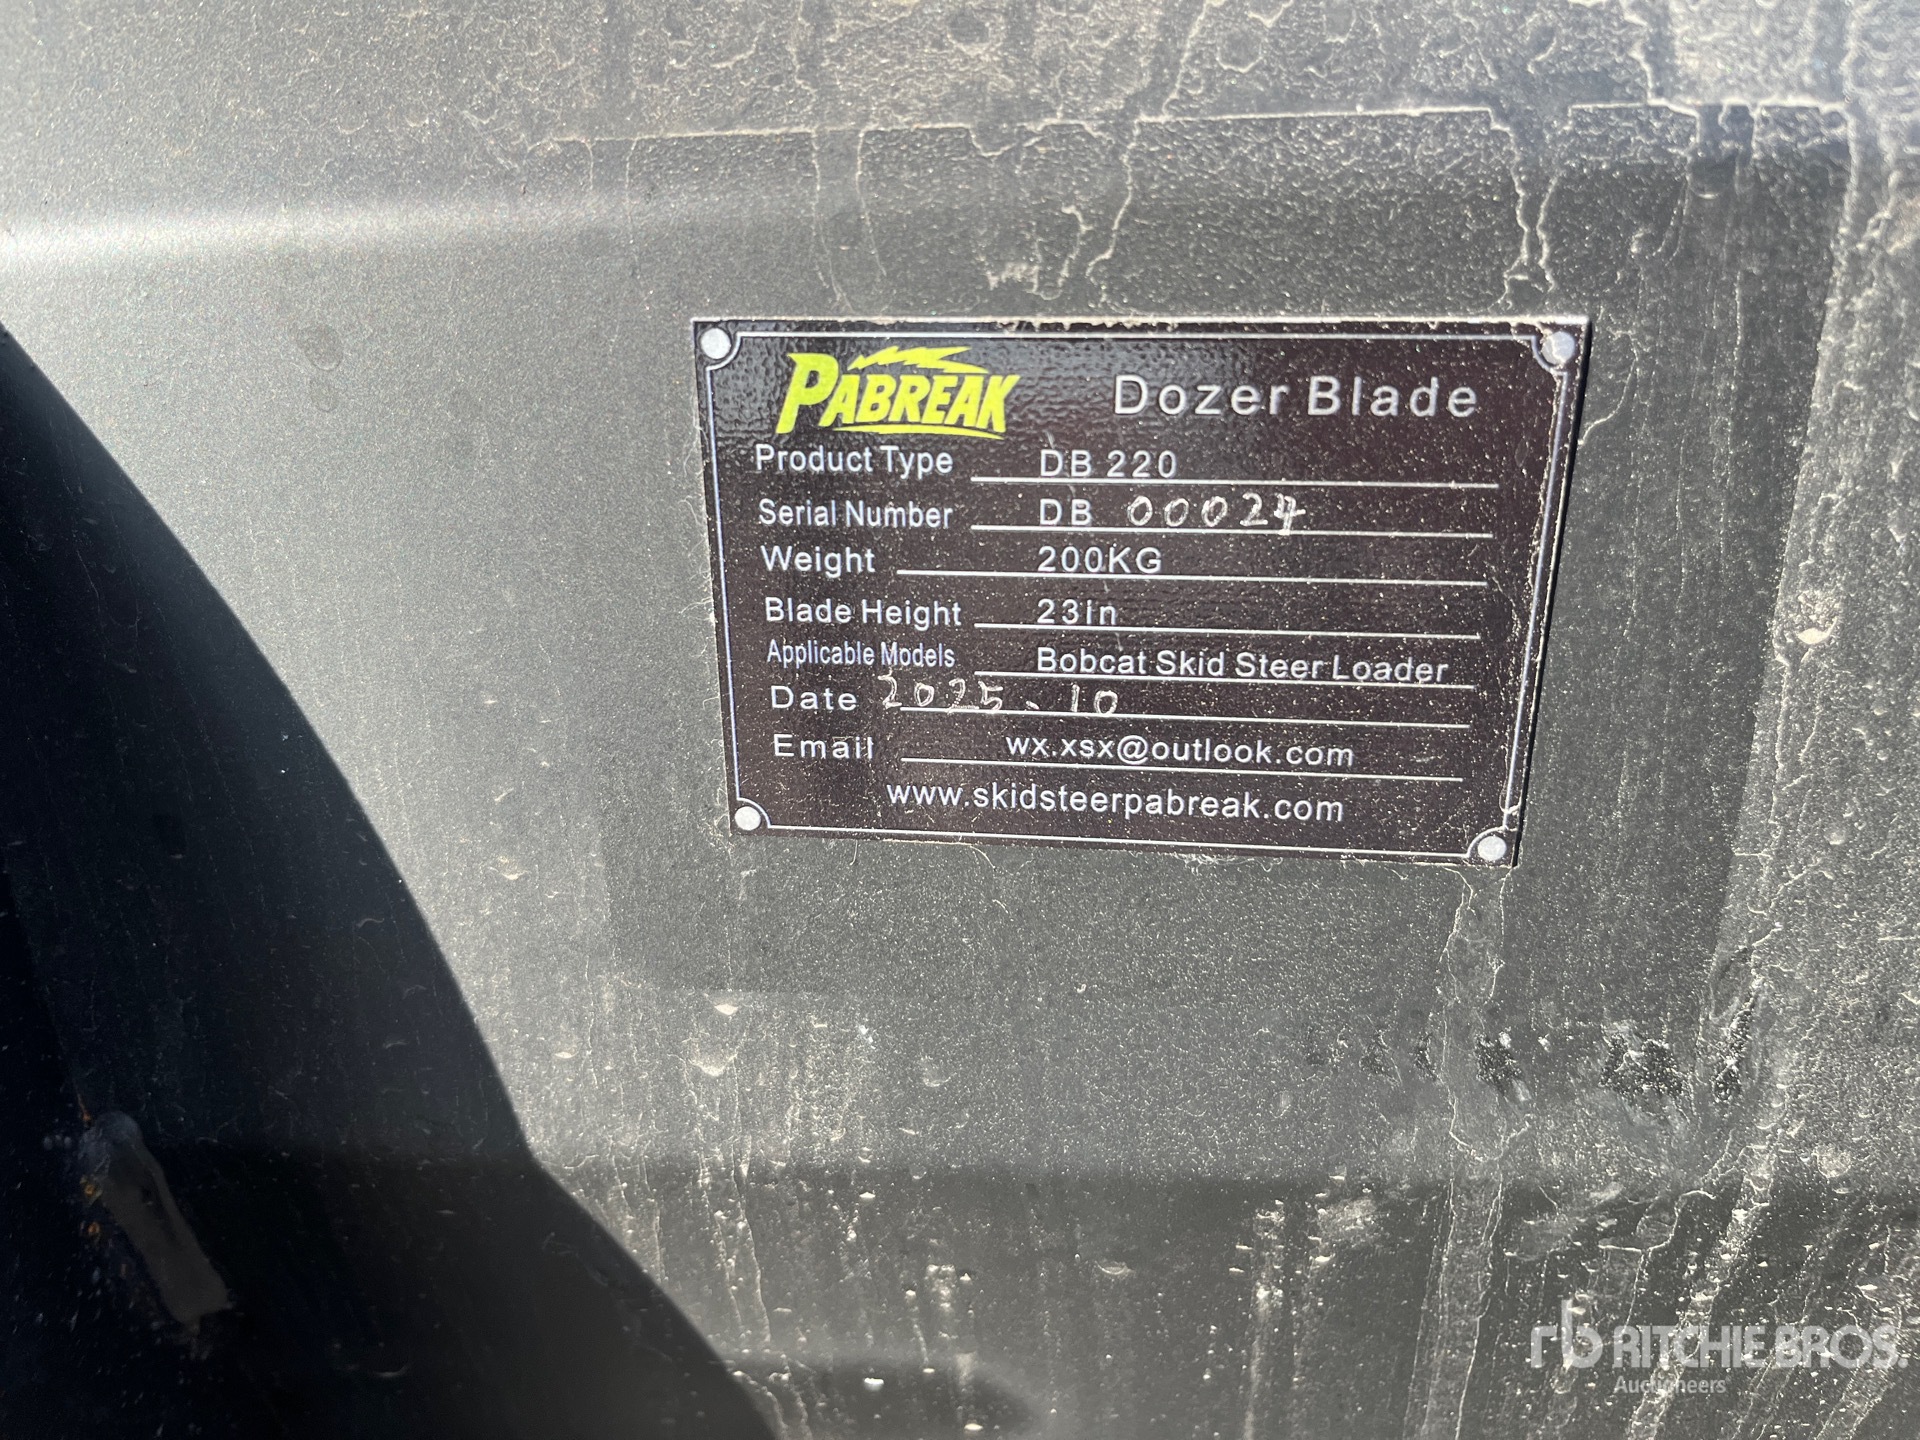 PABREAK Dozer Blade
Product Type DB 220
Serial Number DB 00024
Weight 200KG
Blade Height 23in
Applicable Models Bobcat Skid Steer Loader
Date 2025.10
Email wx.xsx@outlook.com
www.skidsteerpabreak.com
rb RITCHIE BROS.
Auctioneers